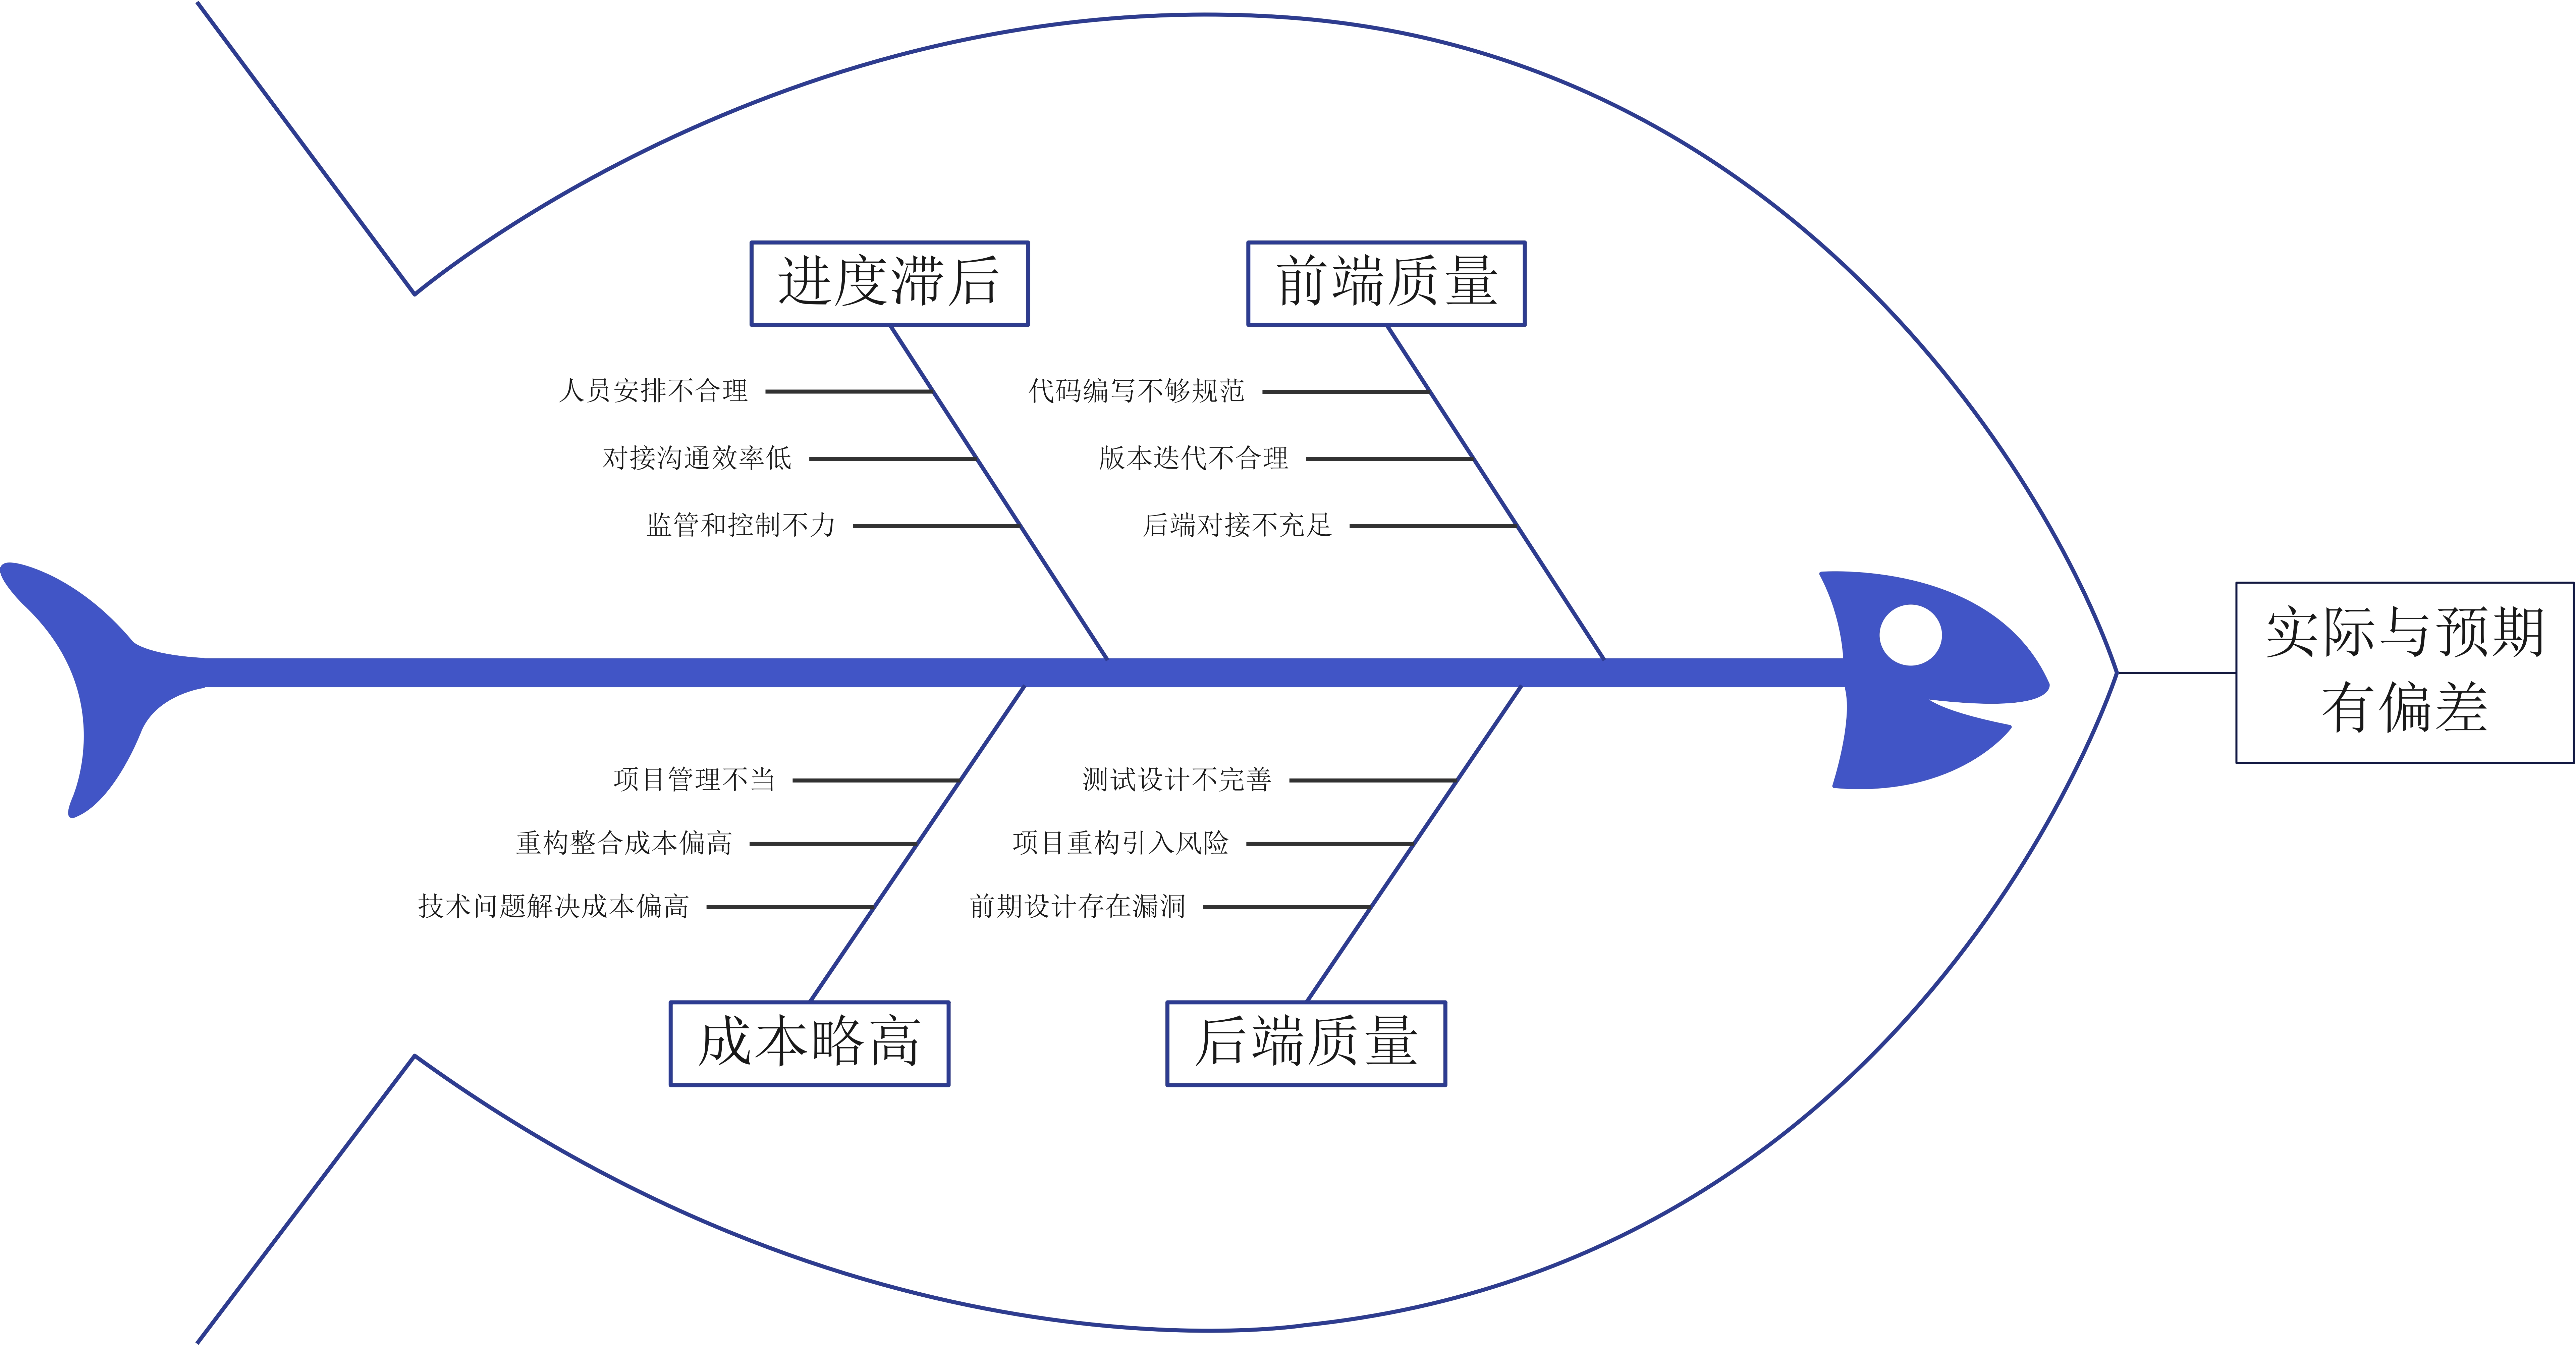 进度滞后
人员安排不合理
对接沟通效率低
监管和控制不力
前端质量
代码编写不够规范
版本迭代不合理
后端对接不充足
实际与预期
有偏差
项目管理不当
重构整合成本偏高
技术问题解决成本偏高
成本略高
测试设计不完善
项目重构引入风险
前期设计存在漏洞
后端质量